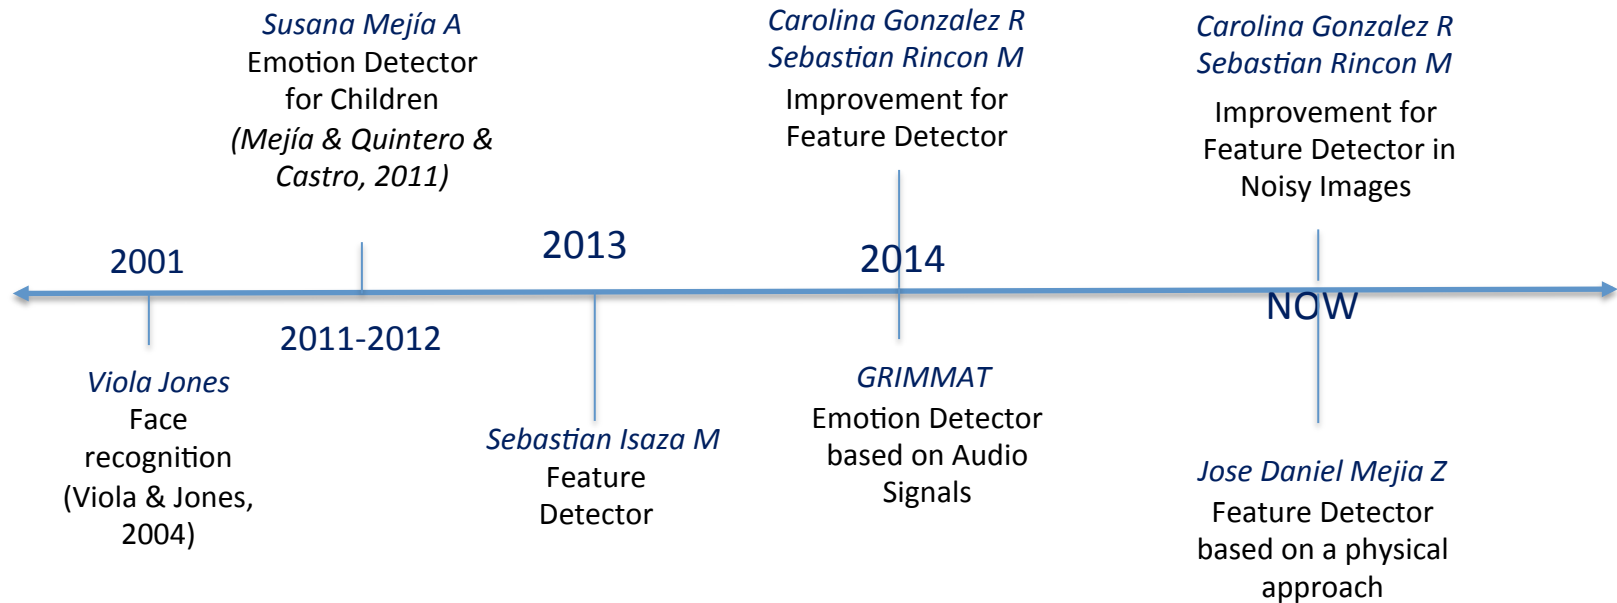 Susana Mejía A
Emotion Detector
for Children
(Mejía & Quintero &
Castro, 2011)
Carolina Gonzalez R
Sebastian Rincon M
Improvement for
Feature Detector
Carolina Gonzalez R
Sebastian Rincon M
Improvement for
Feature Detector in
Noisy Images
2001
2011-2012
2013
2014
NOW
Viola Jones
Face
recognition
(Viola & Jones,
2004)
Sebastian Isaza M
Feature
Detector
GRIMMAT
Emotion Detector
based on Audio
Signals
Jose Daniel Mejia Z
Feature Detector
based on a physical
approach